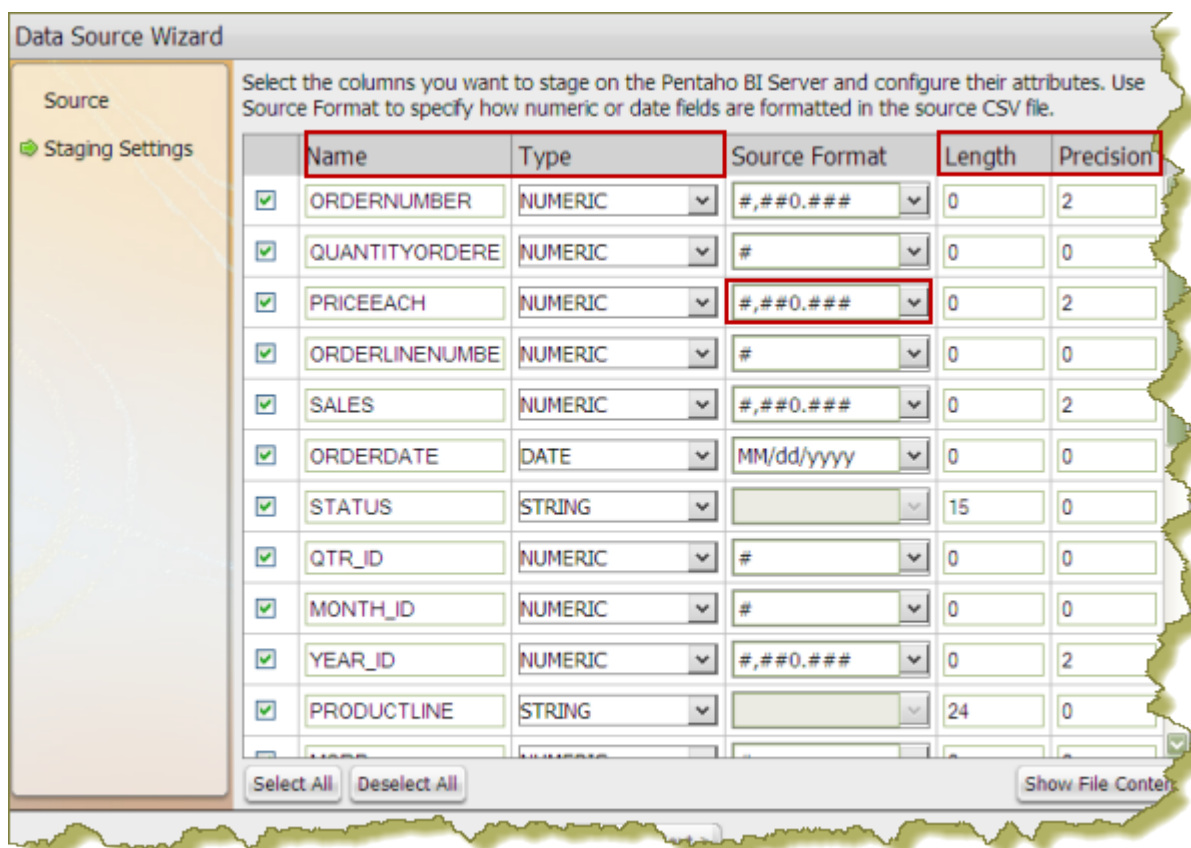 Data Source Wizard
Source
Staging Settings
Select the columns you want to stage on the Pentaho BI Server and configure their attributes. Use
Source Format to specify how numeric or date fields are formatted in the source CSV file.
Name Type Source Format Length Precision
ORDERNUMBER NUMERIC #,##0.### 0 2
QUANTITYORDERE NUMERIC # 0 0
PRICEEACH NUMERIC #,##0.### 0 2
ORDERLINENUMBE NUMERIC # 0 0
SALES NUMERIC #,##0.### 0 2
ORDERDATE DATE MM/dd/yyyy 0 0
STATUS STRING 15 0
QTR_ID NUMERIC # 0 0
MONTH_ID NUMERIC # 0 0
YEAR_ID NUMERIC #,##0.### 0 2
PRODUCTLINE STRING 24 0
Select All Deselect All Show File Conten